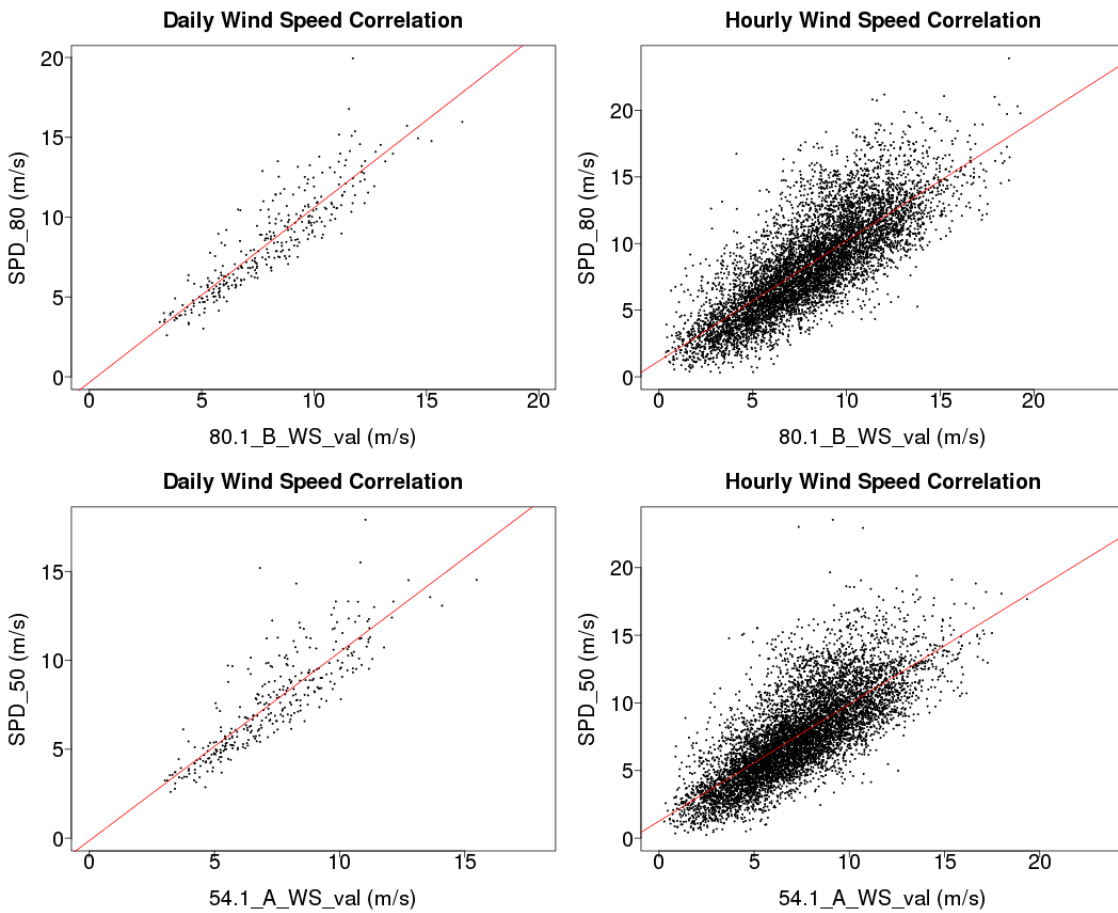 Daily Wind Speed Correlation
SPD_80 (m/s)
20
15
10
5
0
0 5 10 15 20
80.1_B_WS_val (m/s)
Hourly Wind Speed Correlation
SPD_80 (m/s)
20
15
10
5
0
0 5 10 15 20
80.1_B_WS_val (m/s)
Daily Wind Speed Correlation
SPD_50 (m/s)
15
10
5
0
0 5 10 15
54.1_A_WS_val (m/s)
Hourly Wind Speed Correlation
SPD_50 (m/s)
20
15
10
5
0
0 5 10 15 20
54.1_A_WS_val (m/s)